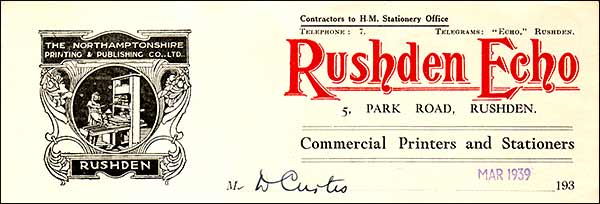 THE NORTHAMPTONSHIRE
PRINTING & PUBLISHING CO., LTD.
RUSHDEN
Contractors to H.M. Stationery Office
TELEPHONE: 7. TELEGRAMS: "ECHO," RUSHDEN.
Rushden Echo
5, PARK ROAD, RUSHDEN.
Commercial Printers and Stationers
MAR 1939
M D Curtis 193